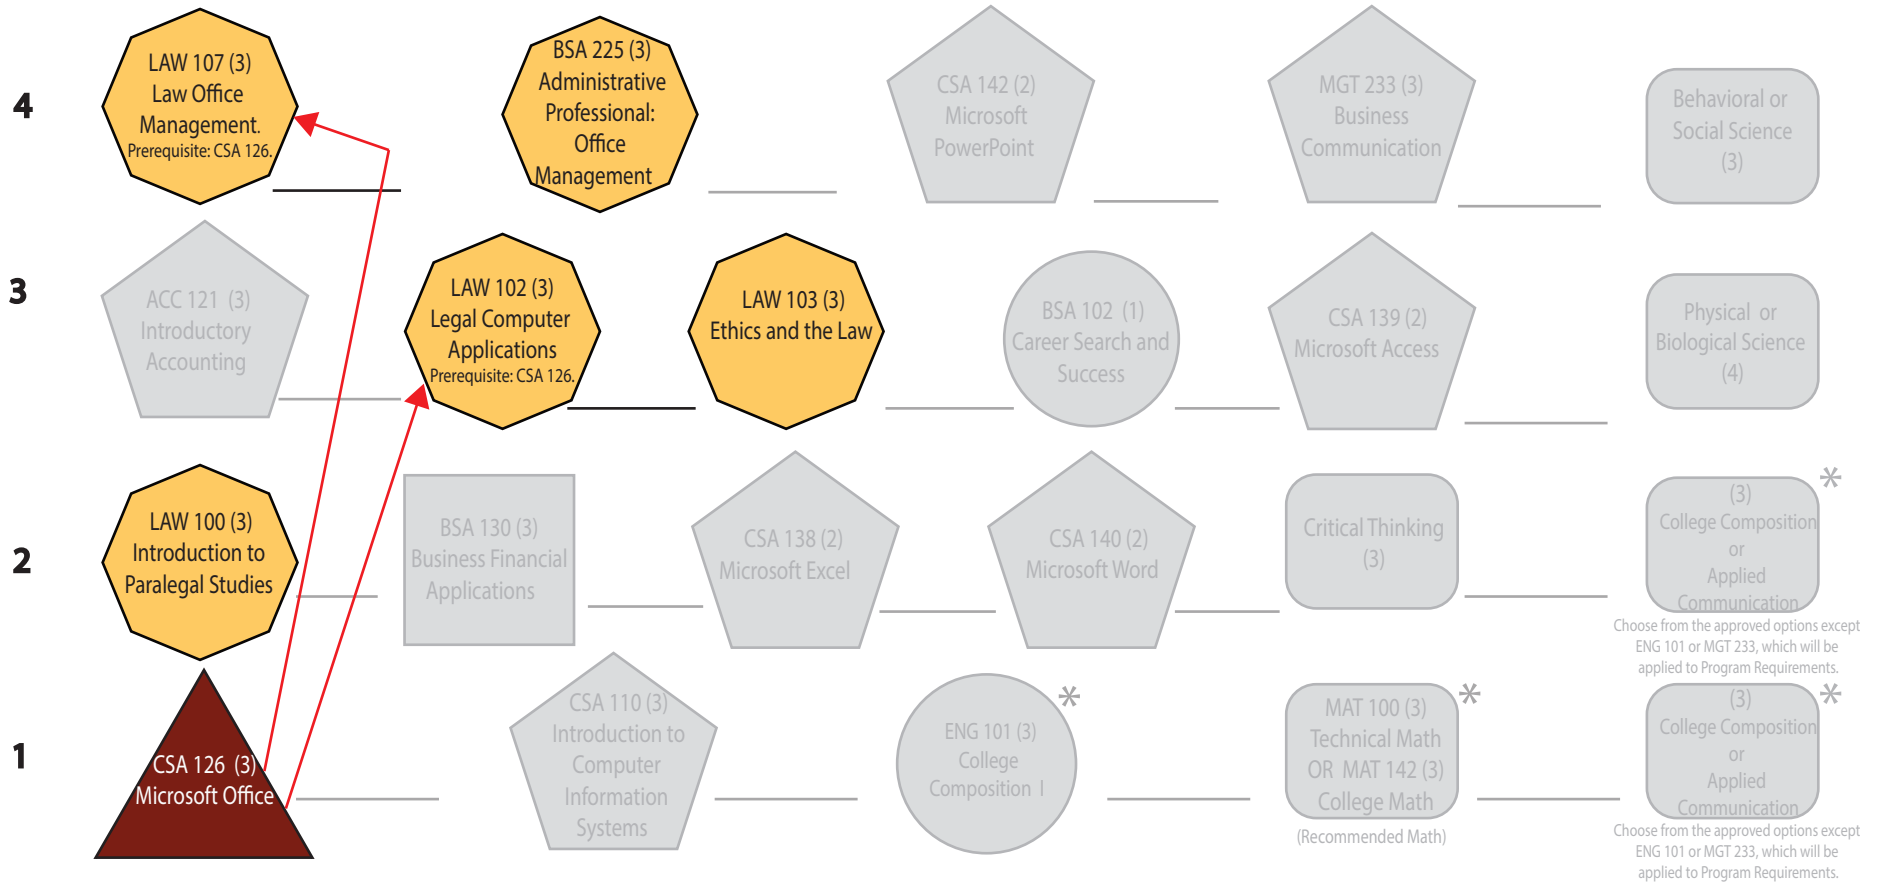 4
LAW 107 (3)
Law Office
Management.
Prerequisite: CSA 126.
BSA 225 (3)
Administrative
Professional:
Office
Management
CSA 142 (2)
Microsoft
PowerPoint
MGT 233 (3)
Business
Communication
Behavioral or
Social Science
(3)
3
ACC 121 (3)
Introductory
Accounting
LAW 102 (3)
Legal Computer
Applications
Prerequisite: CSA 126.
LAW 103 (3)
Ethics and the Law
BSA 102 (1)
Career Search and
Success
CSA 139 (2)
Microsoft Access
Physical or
Biological Science
(4)
2
LAW 100 (3)
Introduction to
Paralegal Studies
BSA 130 (3)
Business Financial
Applications
CSA 138 (2)
Microsoft Excel
CSA 140 (2)
Microsoft Word
Critical Thinking
(3)
*
(3)
College Composition
or
Applied
Communication
Choose from the approved options except
ENG 101 or MGT 233, which will be
applied to Program Requirements.
1
CSA 126 (3)
Microsoft Office
CSA 110 (3)
Introduction to
Computer
Information
Systems
*
ENG 101 (3)
College
Composition I
*
MAT 100 (3)
Technical Math
OR MAT 142 (3)
College Math
(Recommended Math)
*
(3)
College Composition
or
Applied
Communication
Choose from the approved options except
ENG 101 or MGT 233, which will be
applied to Program Requirements.